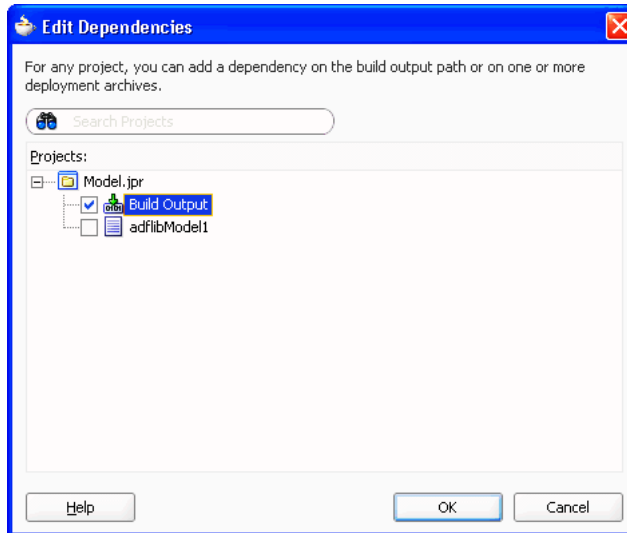 Edit Dependencies
For any project, you can add a dependency on the build output path or on one or more
deployment archives.
Search Projects
Projects:
Model.jpr
Build Output
adflibModel1
Help
OK
Cancel